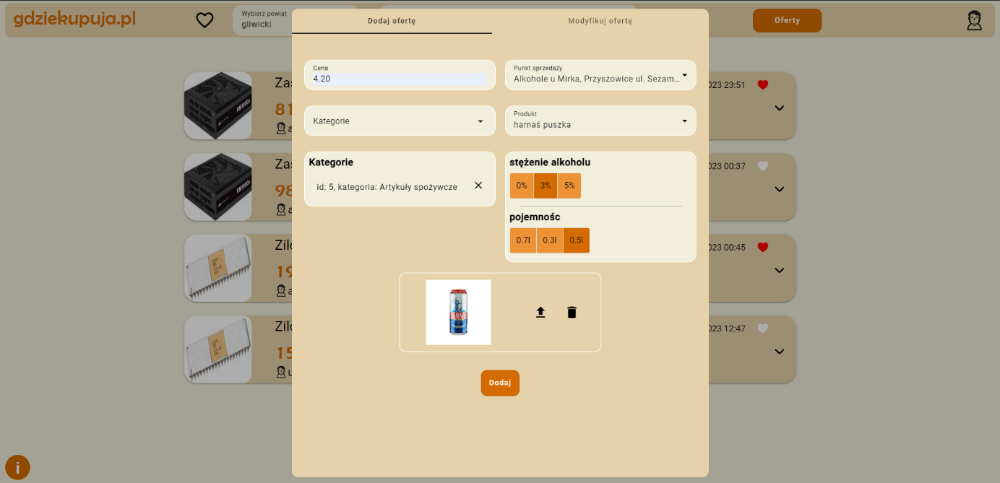 gdziekupuja.pl
Wybierz powiat
gliwicki
Oferty
Dodaj ofertę
Modyfikuj ofertę
Cena
4.20
Punkt sprzedaży
Alkohole u Mirka, Przyszowice ul. Sezam...
Kategorie
Produkt
harnaś puszka
Kategorie
id: 5, kategoria: Artykuły spożywcze
stężenie alkoholu
0% 3% 5%
pojemnośc
0.7l 0.3l 0.5l
Dodaj
Zas
81
a
023 23:51
Zas
98
a
023 00:37
Zilo
19
a
023 00:45
Zilo
15
u
023 12:47
i